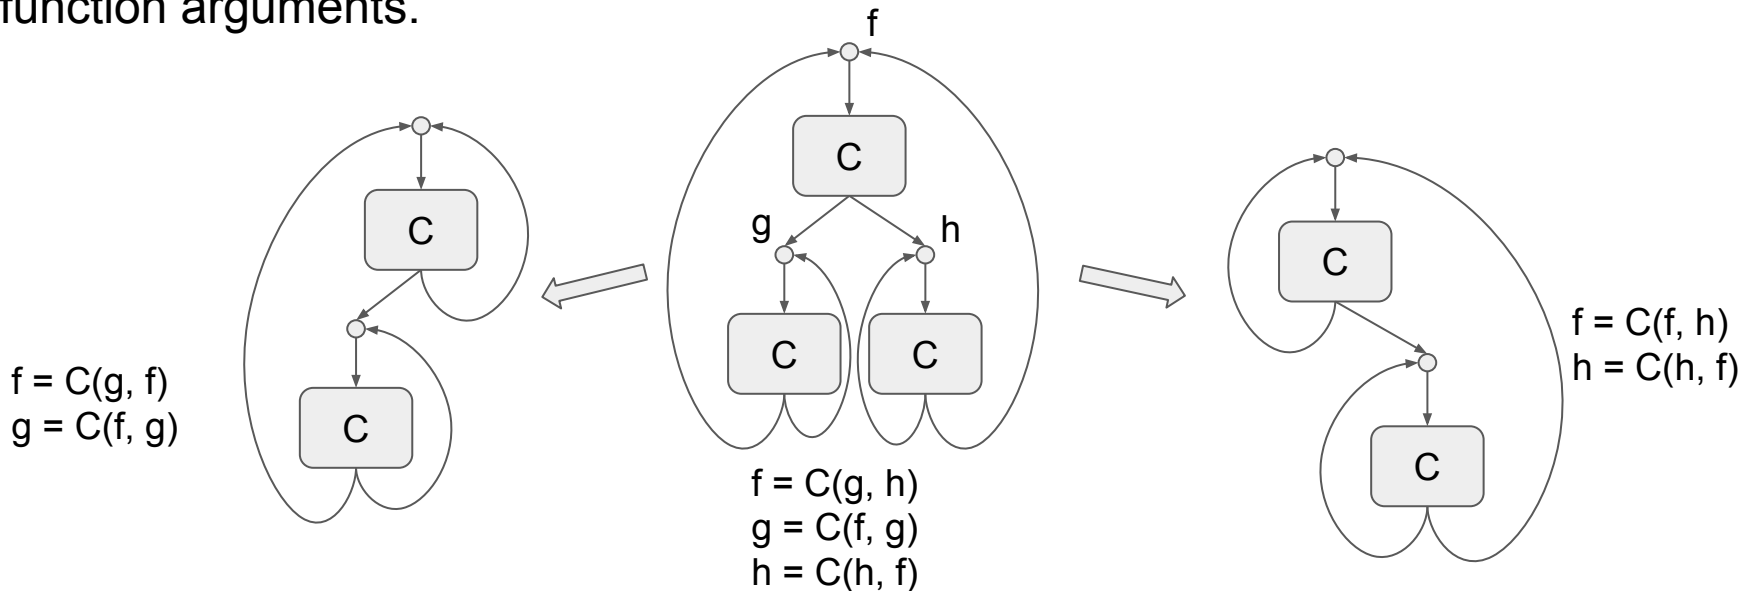 function arguments.
f
C
g
h
C
C
f = C(g, h)
g = C(f, g)
h = C(h, f)
C
C
f = C(g, f)
g = C(f, g)
C
C
f = C(f, h)
h = C(h, f)